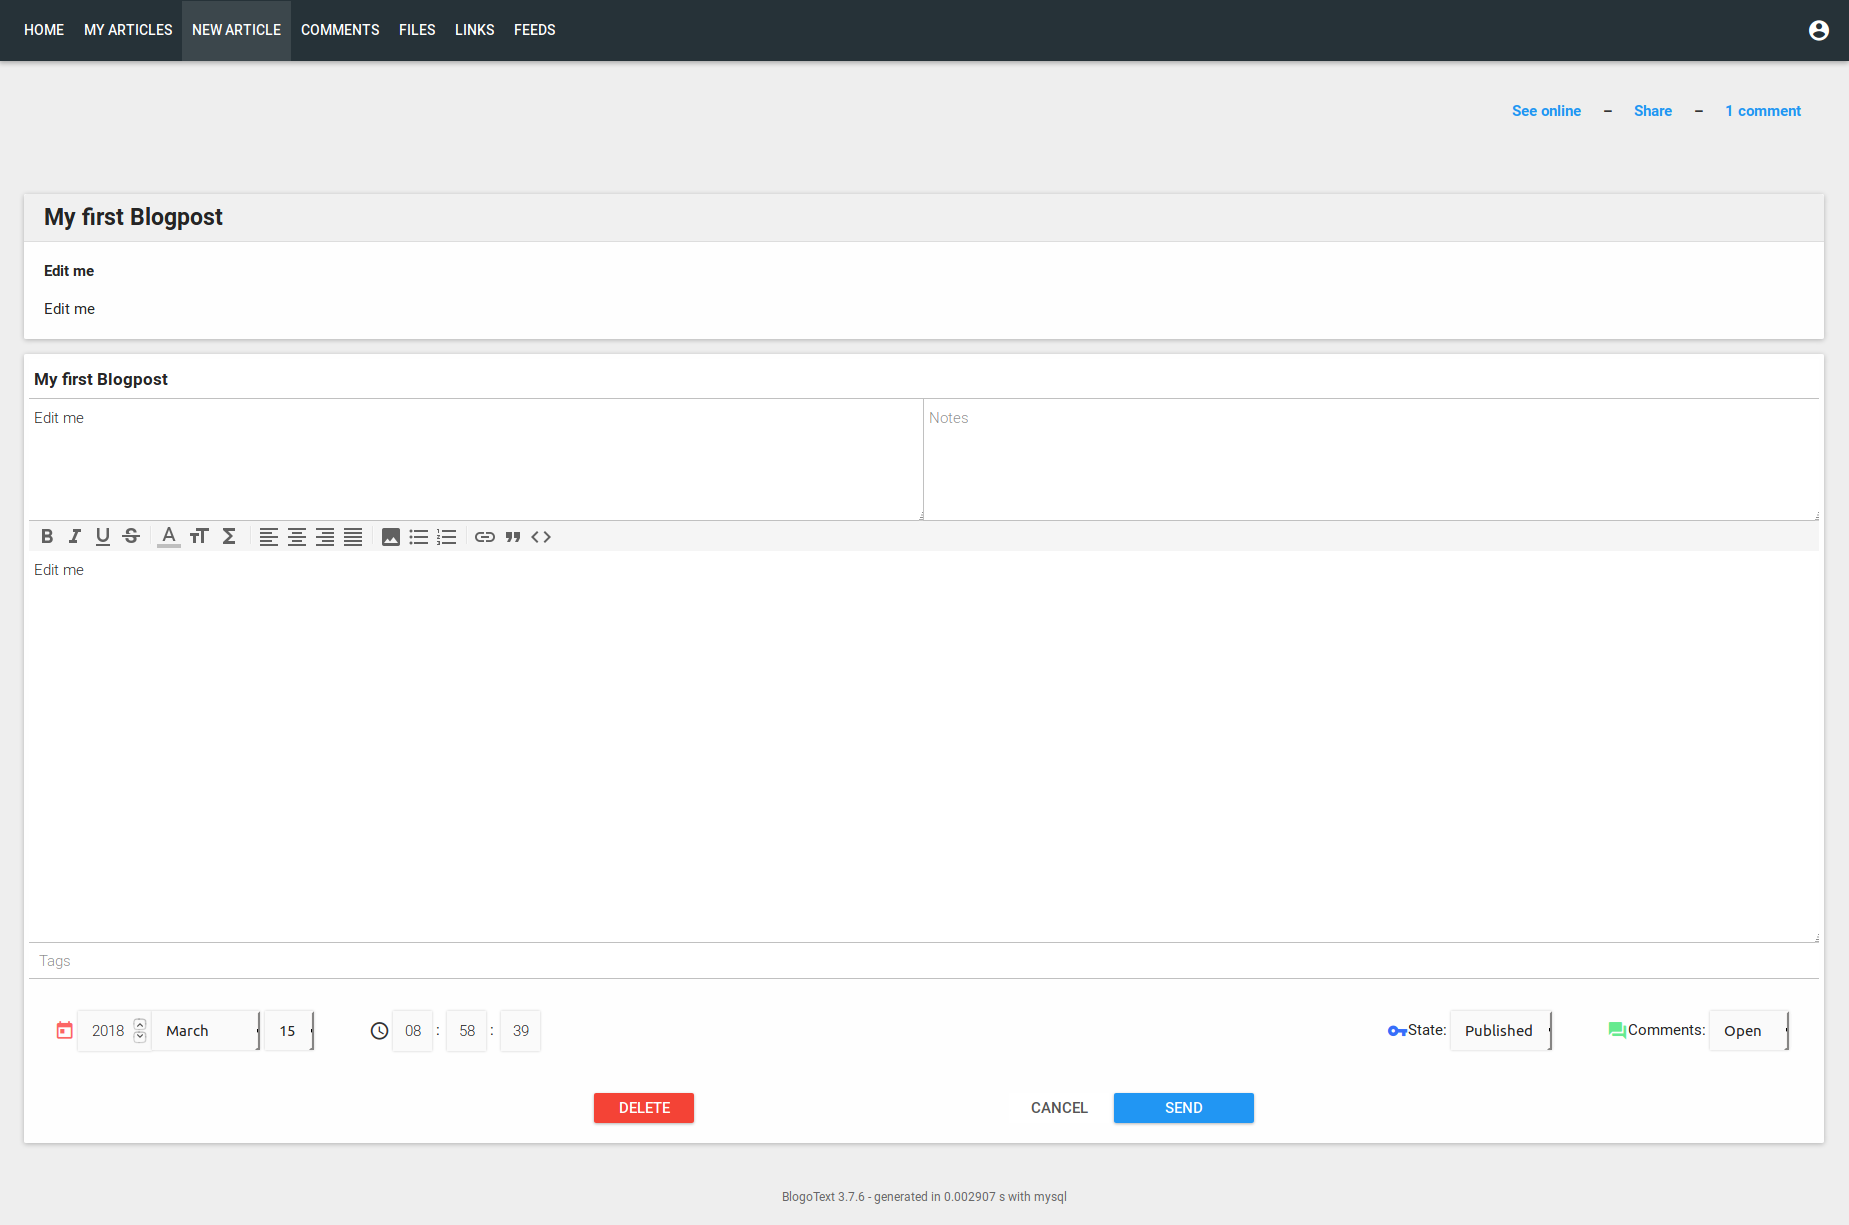 HOME MY ARTICLES NEW ARTICLE COMMENTS FILES LINKS FEEDS
See online – Share – 1 comment
My first Blogpost
Edit me
Edit me
My first Blogpost
Edit me Notes
Edit me
Tags
2018 March 15 08 : 58 : 39 State: Published Comments: Open
DELETE CANCEL SEND
BlogoText 3.7.6 - generated in 0.002907 s with mysql